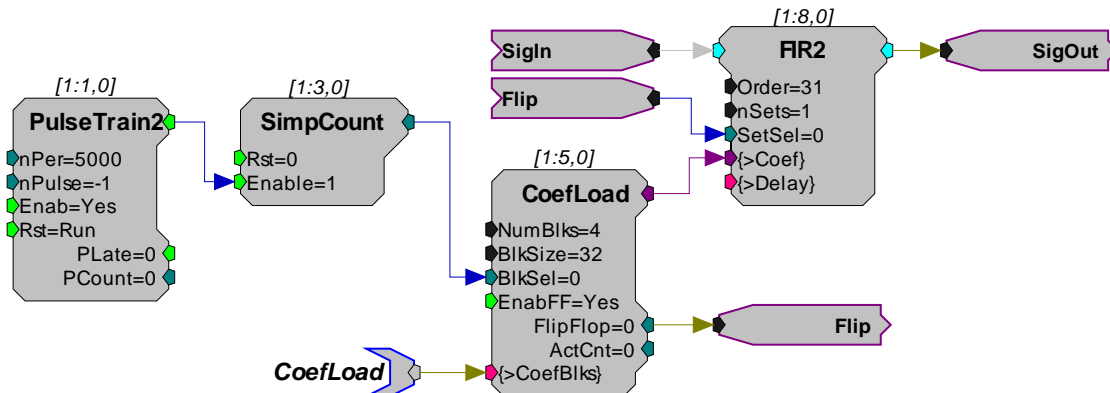 [1:1,0]
PulseTrain2
nPer=5000
nPulse=-1
Enab=Yes
Rst=Run
PLate=0
PCount=0
[1:3,0]
SimpCount
Rst=0
Enable=1
[1:5,0]
CoefLoad
NumBlks=4
BlkSize=32
BlkSel=0
EnabFF=Yes
FlipFlop=0
ActCnt=0
{>CoefBlks}
CoefLoad
SigIn
Flip
[1:8,0]
FIR2
Order=31
nSets=1
SetSel=0
{>Coef}
{>Delay}
SigOut
Flip